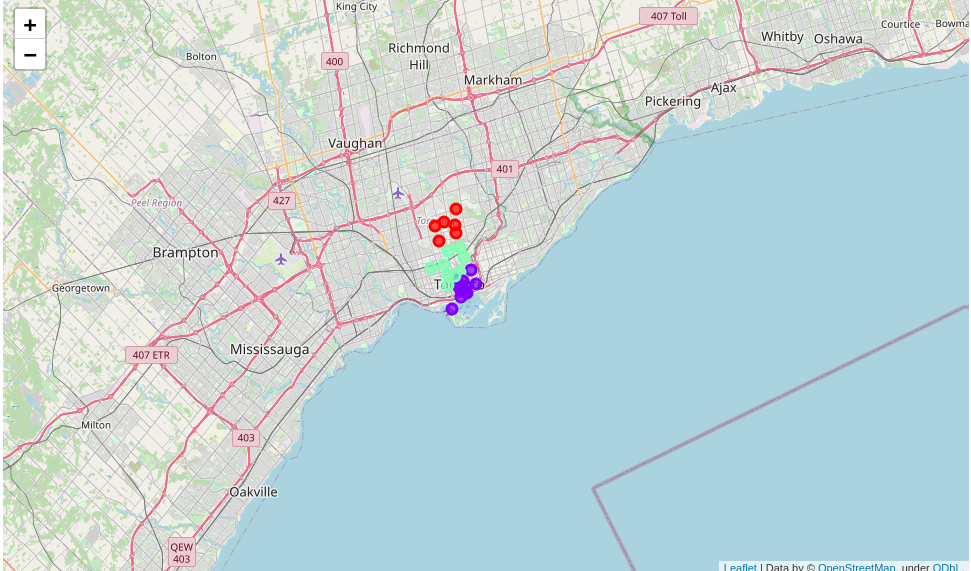 +
−
King City
407 Toll
Courtice
Bowma
Whitby
Oshawa
Richmond
Hill
Bolton
400
Markham
Ajax
Pickering
Vaughan
401
427
Peel Region
Brampton
Georgetown
Mississauga
407 ETR
Milton
403
Oakville
QEW
403
Leaflet | Data by © OpenStreetMap, under ODbL.